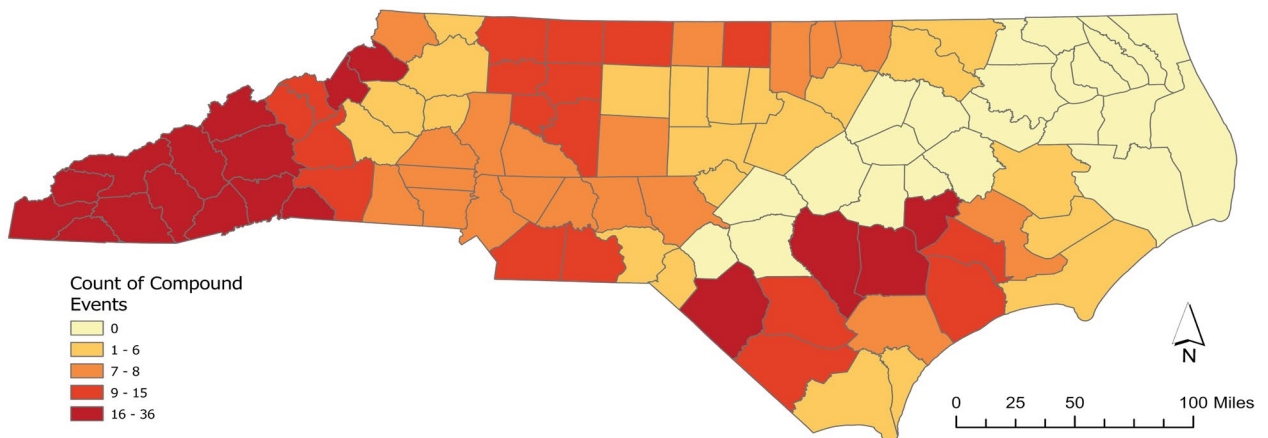 Count of Compound
Events
0
1 - 6
7 - 8
9 - 15
16 - 36
N
0 25 50 100 Miles